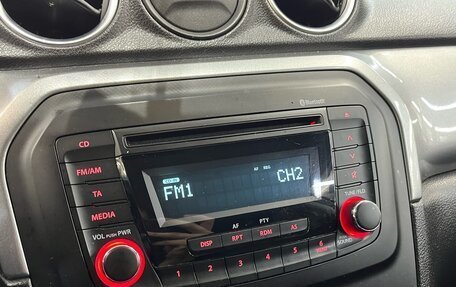 Bluetooth
CD
FM/AM
TA
MEDIA
VOL PUSH PWR
AF REG
FM1 CH2
AF PTY
DISP RPT RDM AS
1 2 3 4 5 6
TUNE/FLD
SOUND